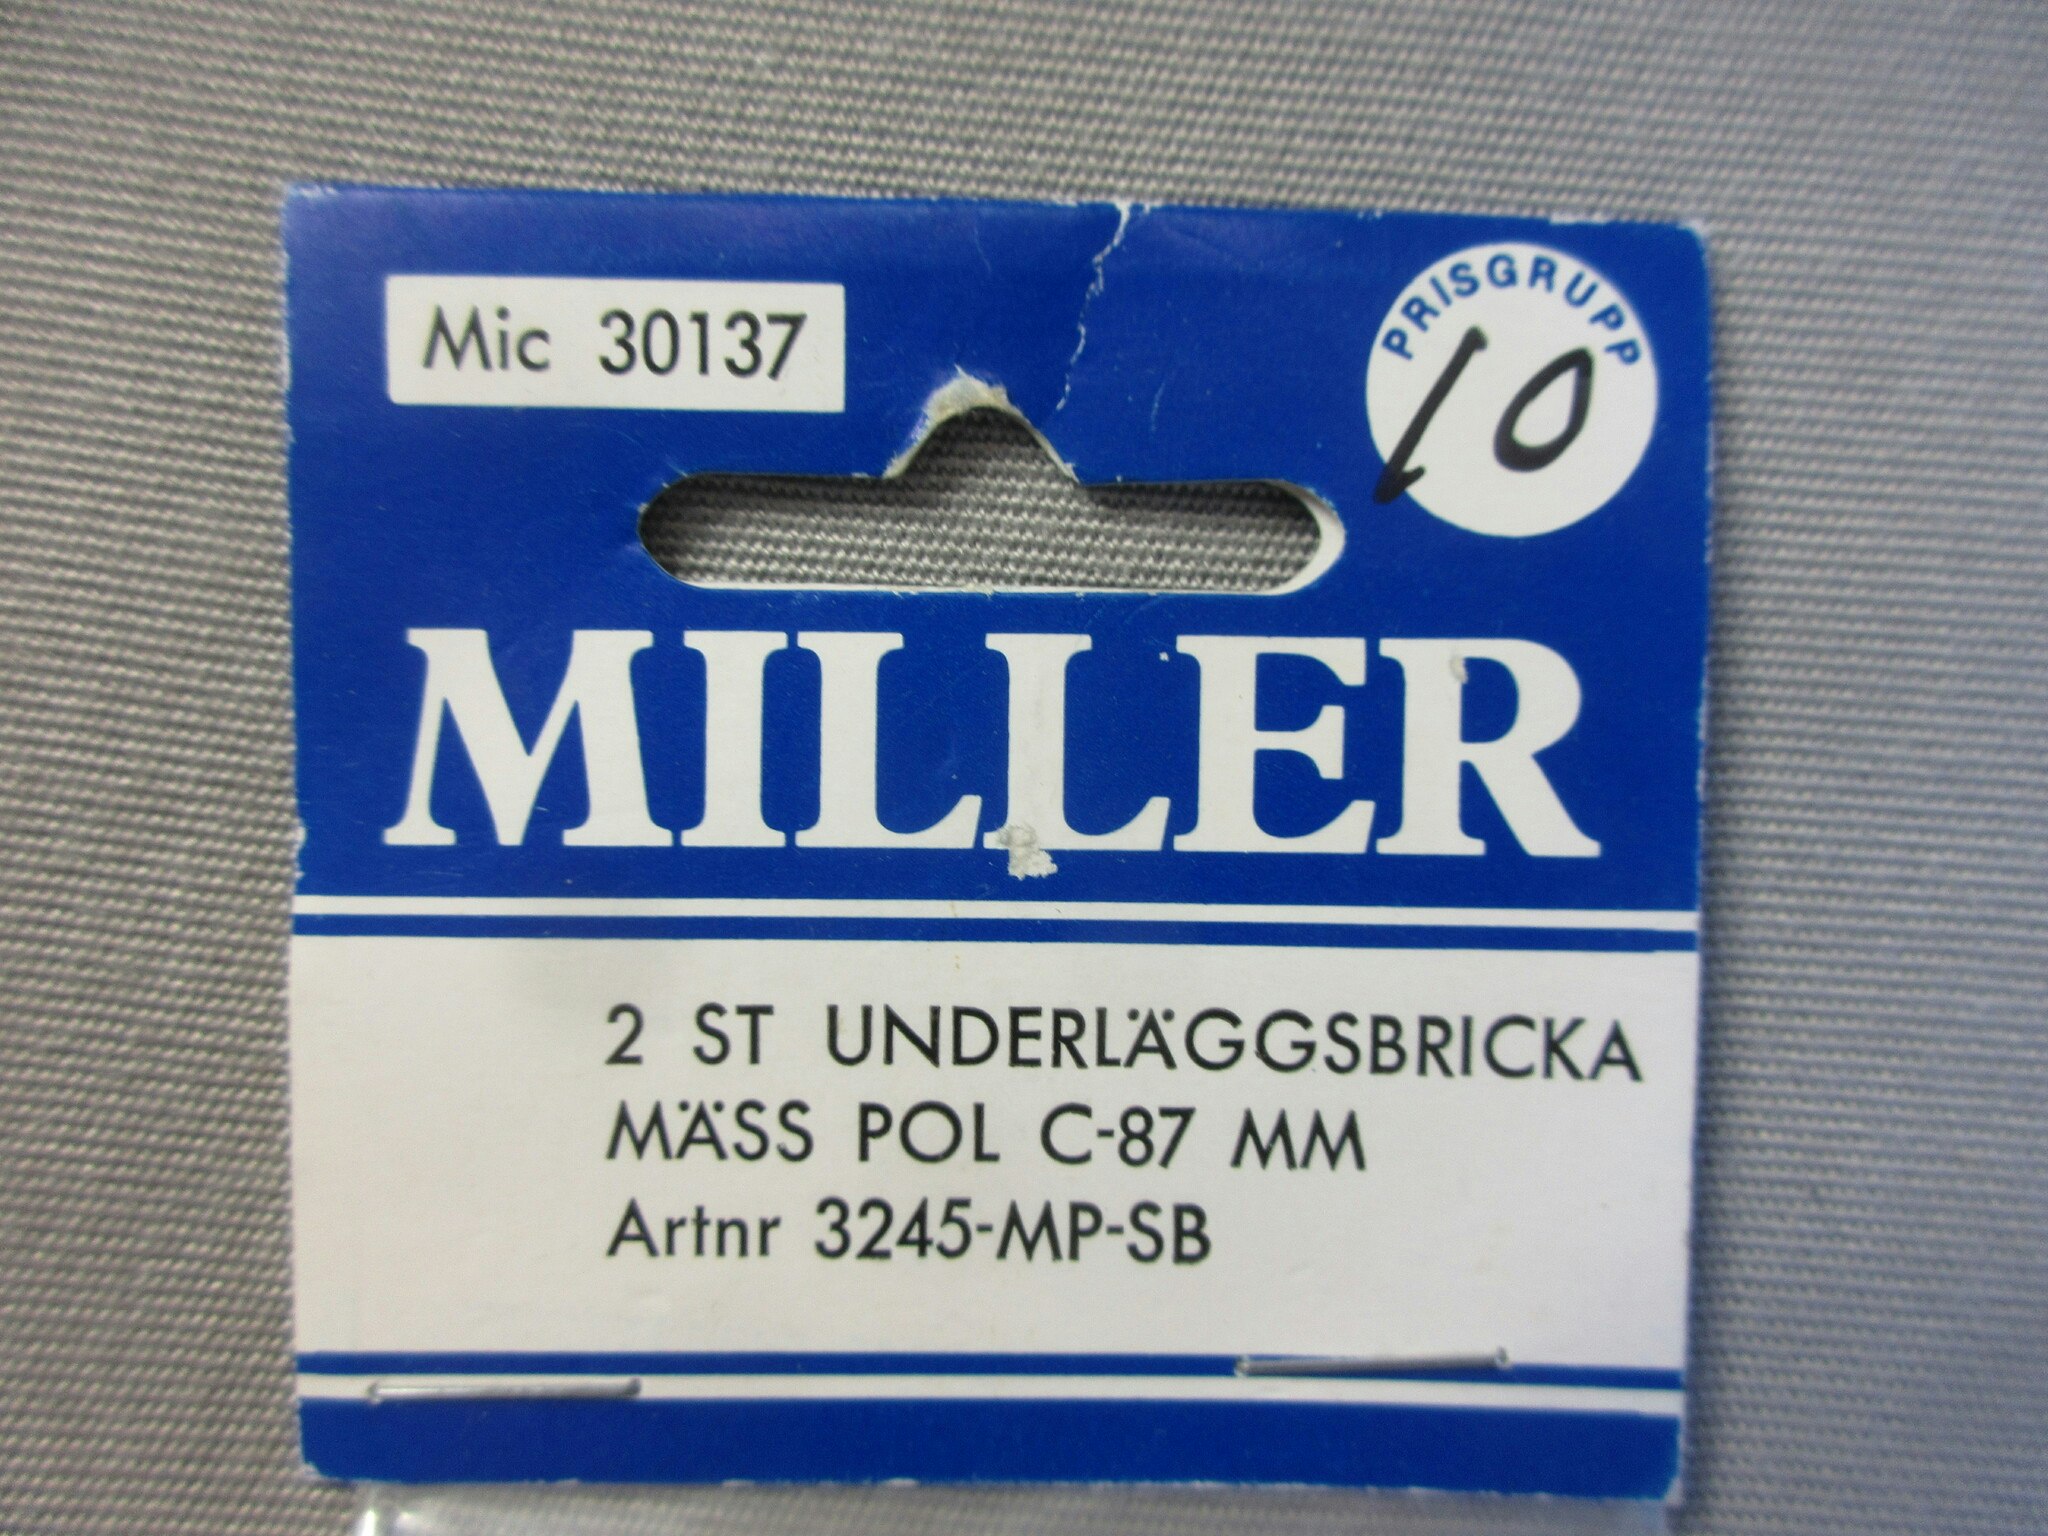 Mic 30137
PRISGRUPP
10
MILLER
2 ST UNDERLÄGGSBRICKA
MÄSS POL C-87 MM
Artnr 3245-MP-SB